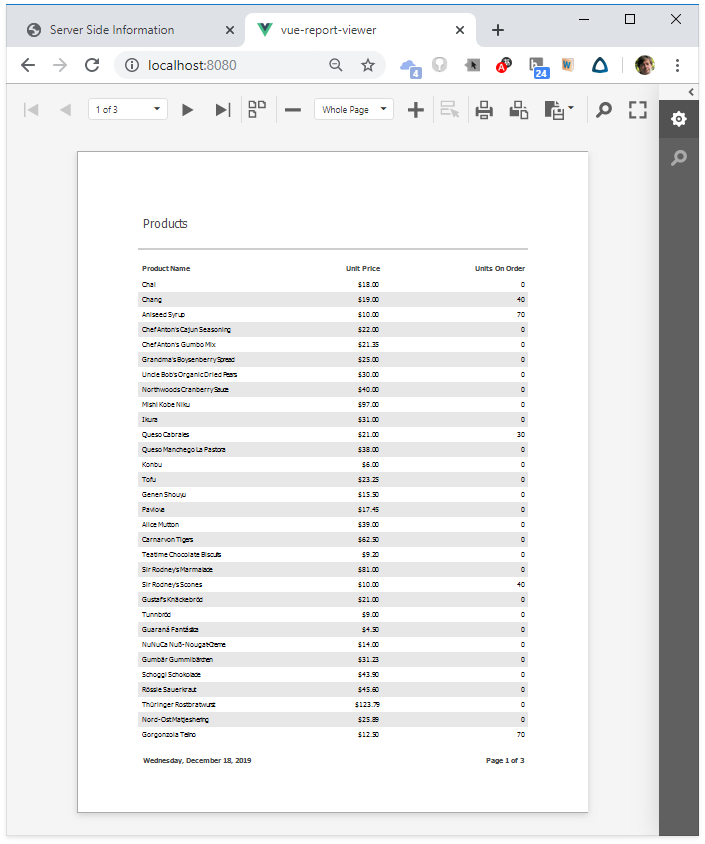 Server Side Information
vue-report-viewer
localhost:8080
4
A
24
W
1 of 3
Whole Page
Products
Product Name Unit Price Units On Order
Chai $18.00 0
Chang $19.00 40
Aniseed Syrup $10.00 70
Chef Anton's Cajun Seasoning $22.00 0
Chef Anton's Gumbo Mix $21.35 0
Grandma's Boysenberry Spread $25.00 0
Uncle Bob's Organic Dried Pears $30.00 0
Northwoods Cranberry Sauce $40.00 0
Mishi Kobe Niku $97.00 0
Ikura $31.00 0
Queso Cabrales $21.00 30
Queso Manchego La Pastora $38.00 0
Konbu $6.00 0
Tofu $23.25 0
Genen Shouyu $15.50 0
Pavlova $17.45 0
Alice Mutton $39.00 0
Carnarvon Tigers $62.50 0
Teatime Chocolate Biscuits $9.20 0
Sir Rodney's Marmalade $81.00 0
Sir Rodney's Scones $10.00 40
Gustaf's Knäckebröd $21.00 0
Tunnbröd $9.00 0
Guaraná Fantástica $4.50 0
NuNuCa Nuß-Nougat-Creme $14.00 0
Gumbär Gummibärchen $31.23 0
Schoggi Schokolade $43.90 0
Rössle Sauerkraut $45.60 0
Thüringer Rostbratwurst $123.79 0
Nord-Ost Matjeshering $25.89 0
Gorgonzola Telino $12.50 70
Wednesday, December 18, 2019 Page 1 of 3